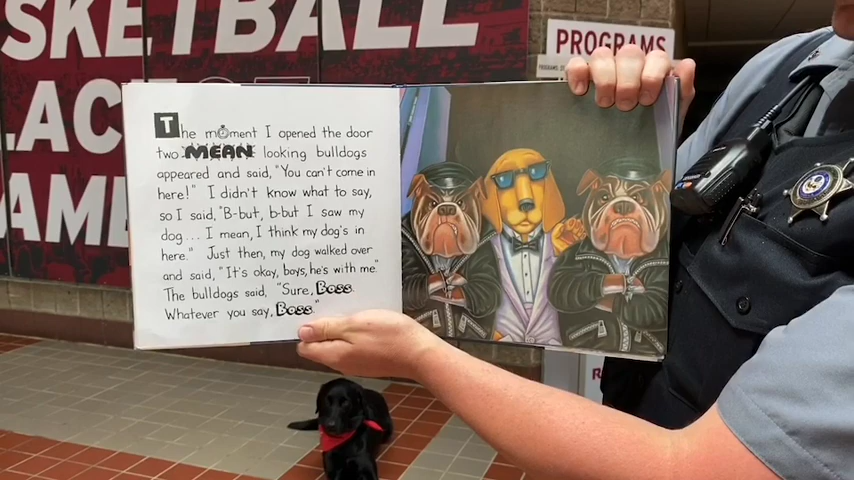 SKETBALL
LACE OF
AM
PROGRAMS
The moment I opened the door
two MEAN looking bulldogs
appeared and said, "You can't come in
here!" I didn't know what to say,
so I said, "B-but, b-but I saw my
dog... I mean, I think my dog's in
here." Just then, my dog walked over
and said, "It's okay, boys, he's with me."
The bulldogs said, "Sure, Boss.
Whatever you say, Boss."